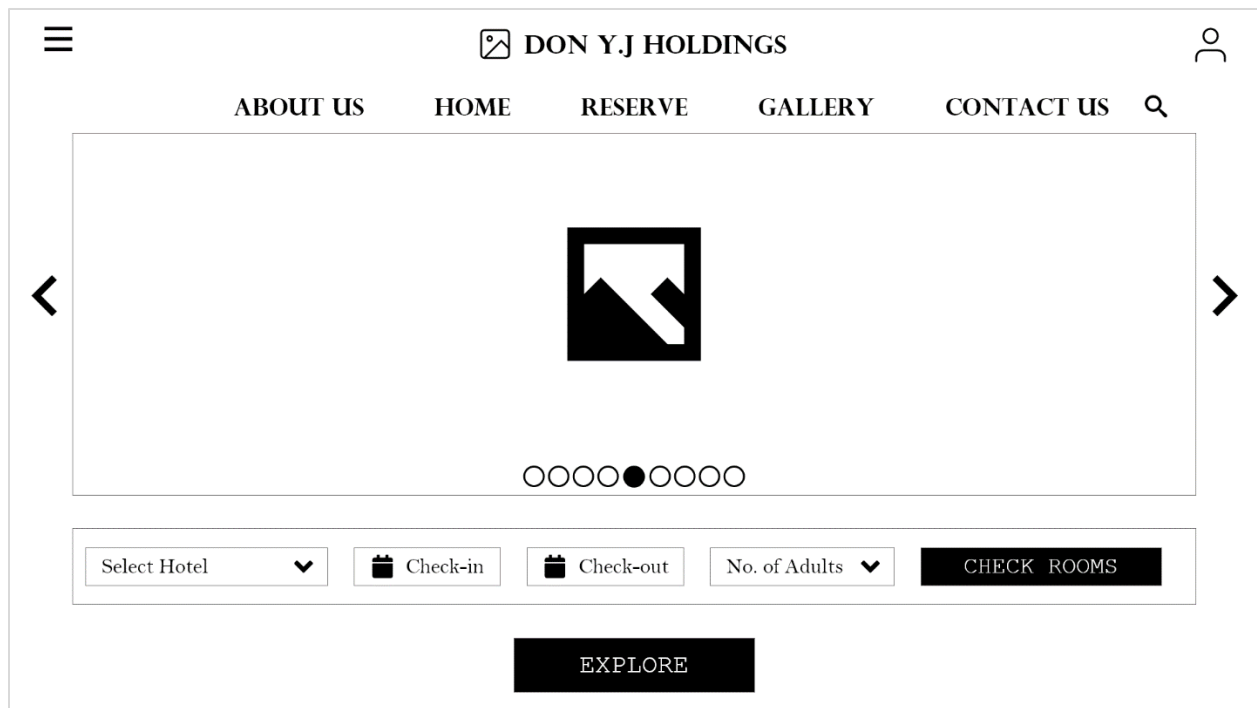 DON Y.J HOLDINGS
ABOUT US HOME RESERVE GALLERY CONTACT US
Select Hotel Check-in Check-out No. of Adults CHECK ROOMS
EXPLORE